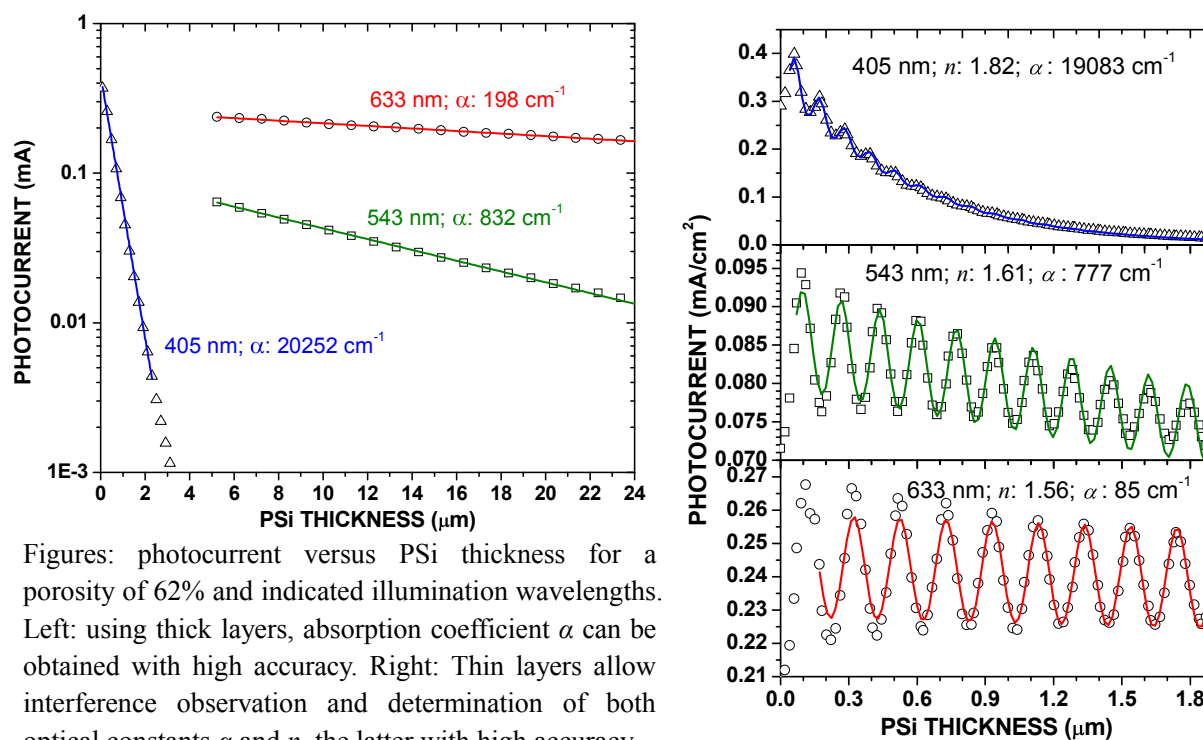 1
0.1
0.01
1E-3
PHOTOCURRENT (mA)
633 nm; α: 198 cm-1
543 nm; α: 832 cm-1
405 nm; α: 20252 cm-1
0 2 4 6 8 10 12 14 16 18 20 22 24
PSi THICKNESS (μm)
Figures: photocurrent versus PSi thickness for a
porosity of 62% and indicated illumination wavelengths.
Left: using thick layers, absorption coefficient α can be
obtained with high accuracy. Right: Thin layers allow
interference observation and determination of both
optical constants α and n, the latter with high accuracy
PHOTOCURRENT (mA/cm2)
0.4
0.3
0.2
0.1
0.0
405 nm; n: 1.82; α: 19083 cm-1
0.095
0.090
0.085
0.080
0.075
0.070
543 nm; n: 1.61; α: 777 cm-1
0.27
0.26
0.25
0.24
0.23
0.22
0.21
633 nm; n: 1.56; α: 85 cm-1
0.0 0.3 0.6 0.9 1.2 1.5 1.8
PSi THICKNESS (μm)